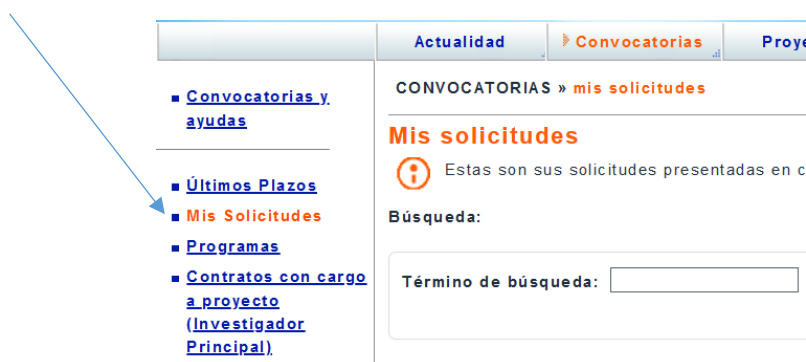 Actualidad
Convocatorias
CONVOCATORIAS » mis solicitudes
Convocatorias y
ayudas
Mis solicitudes
Estas son sus solicitudes presentadas en
Últimos Plazos
Mis Solicitudes
Búsqueda:
Programas
Contratos con cargo
a proyecto
(Investigador
Principal)
Término de búsqueda: